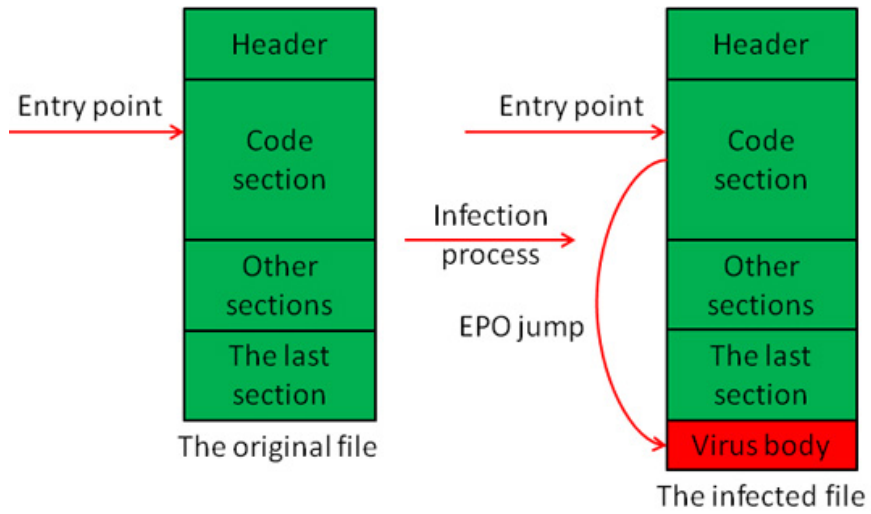 Header
Entry point
Code
section
Other
sections
The last
section
The original file
Infection
process
Header
Entry point
Code
section
EPO jump
Other
sections
The last
section
Virus body
The infected file